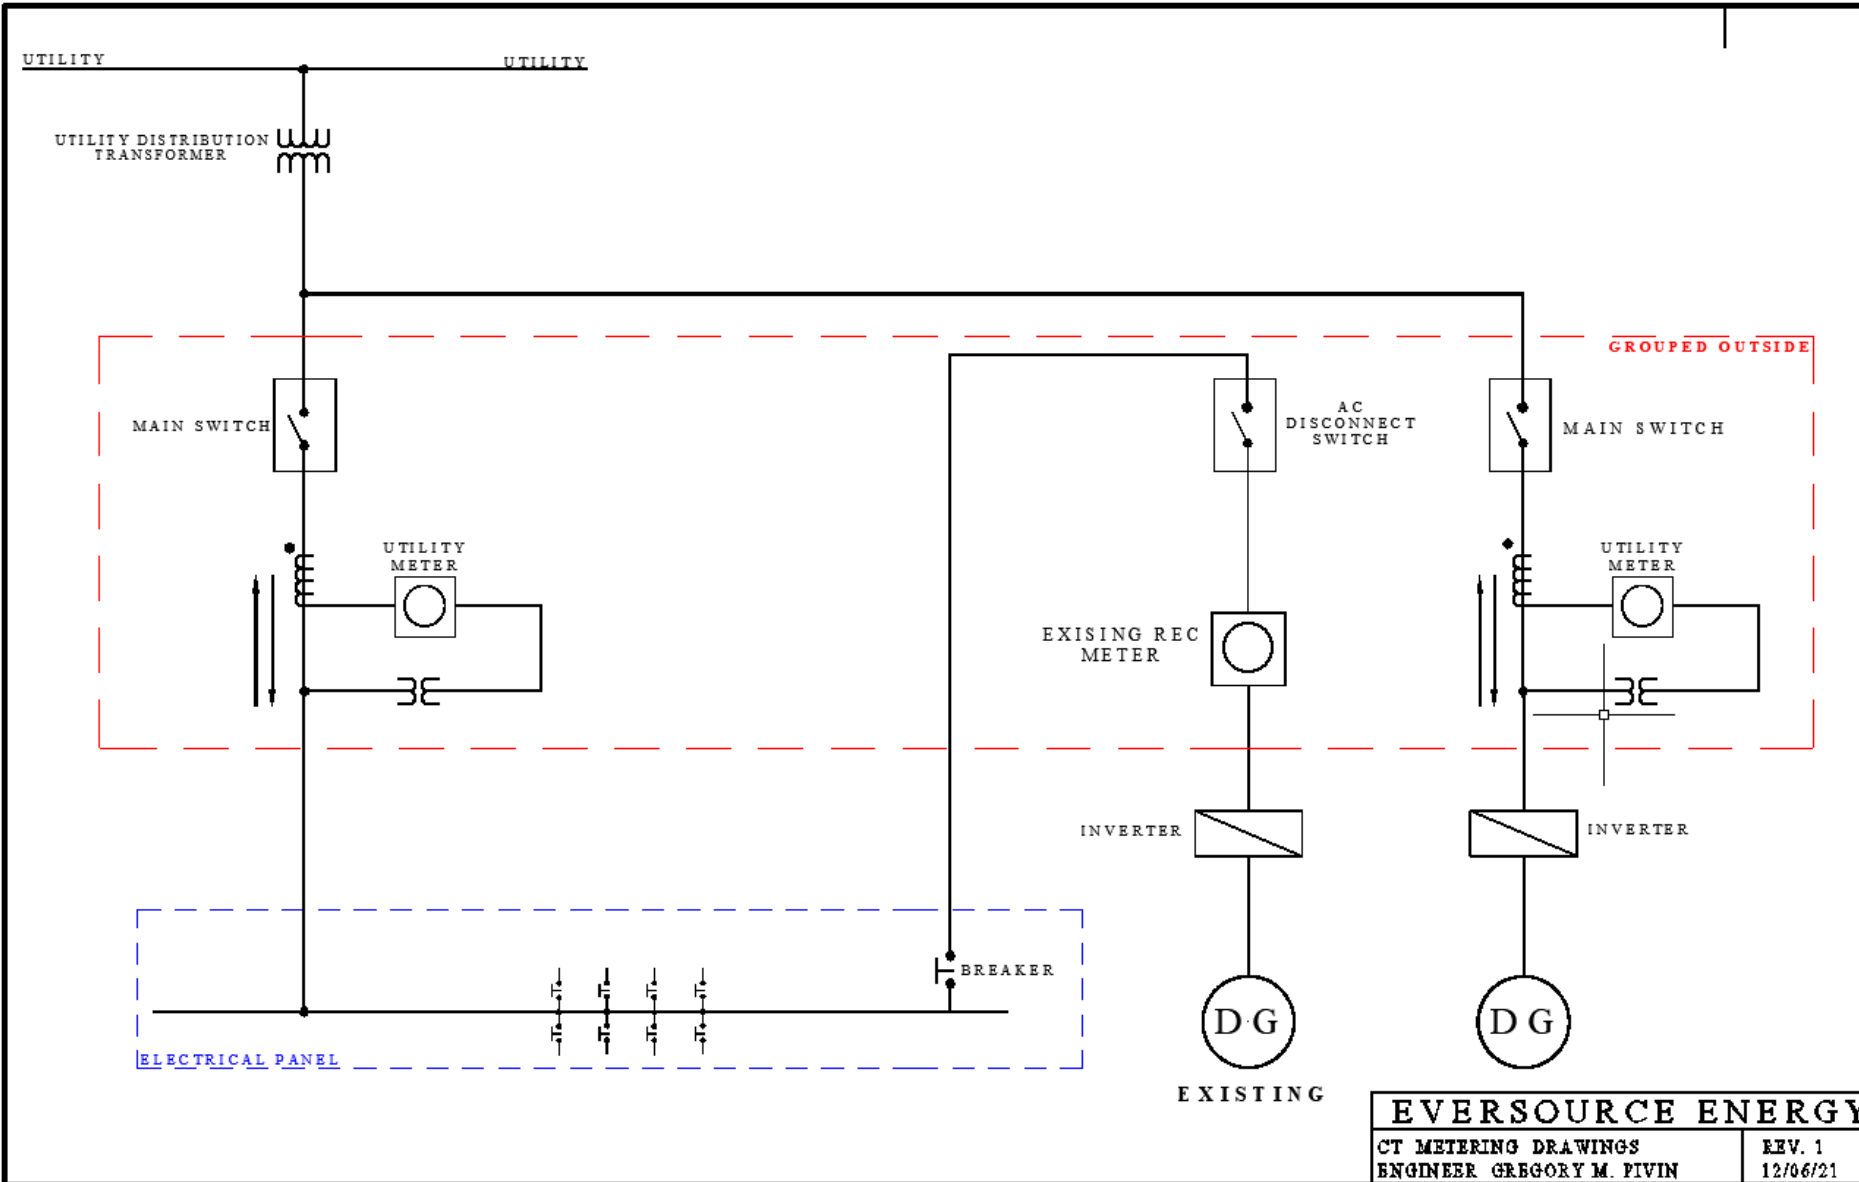 UTILITY
UTILITY
UTILITY DISTRIBUTION
TRANSFORMER
GROUPED OUTSIDE
MAIN SWITCH
AC
DISCONNECT
SWITCH
MAIN SWITCH
UTILITY
METER
UTILITY
METER
EXISING REC
METER
INVERTER
INVERTER
BREAKER
ELECTRICAL PANEL
D G
D G
EXISTING
EVERSOURCE ENERGY
CT METERING DRAWINGS
ENGINEER GREGORY M. PIVIN
REV. 1
12/06/21